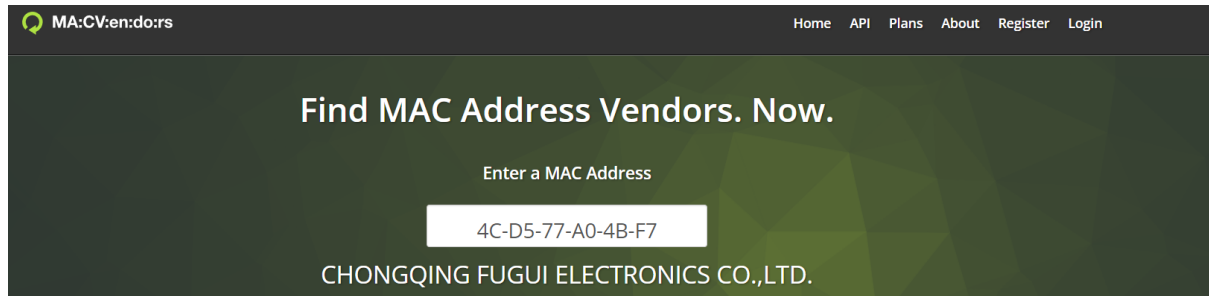 MA:CV:en:do:rs
Home API Plans About Register Login
Find MAC Address Vendors. Now.
Enter a MAC Address
4C-D5-77-A0-4B-F7
CHONGQING FUGUI ELECTRONICS CO.,LTD.